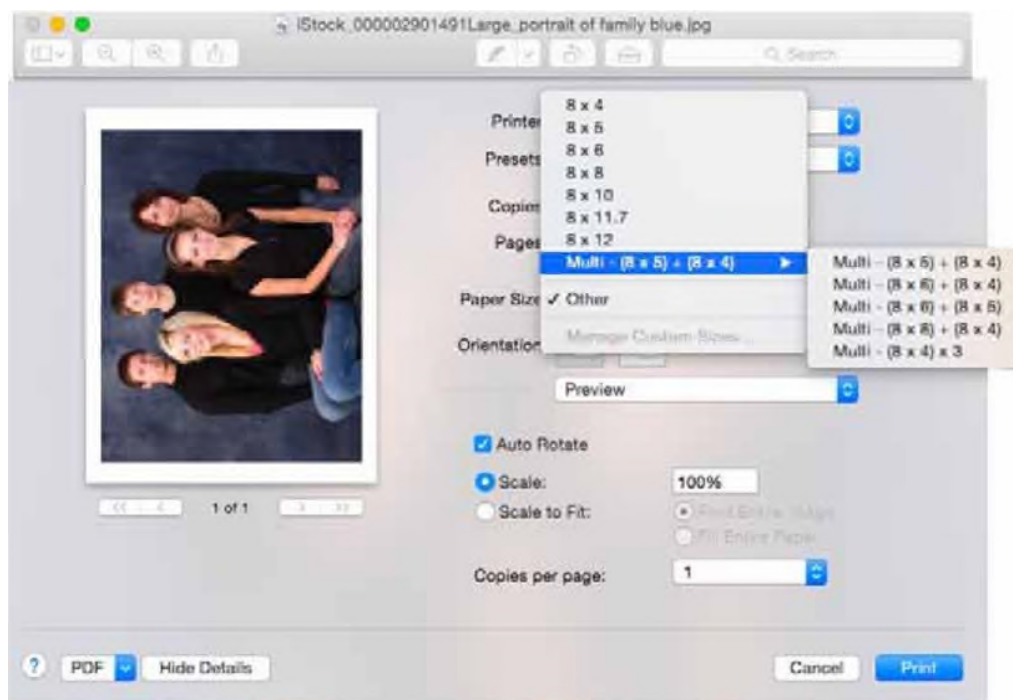 iStock_000002901491Large_portrait of family blue.jpg
Search
Printer
Presets
Copies
Pages
Paper Size
Orientation
8 x 4
8 x 5
8 x 6
8 x 8
8 x 10
8 x 11.7
8 x 12
Multi - (8 x 5) + (8 x 4)
✓ Other
Manage Custom Sizes...
Multi - (8 x 5) + (8 x 4)
Multi - (8 x 6) + (8 x 4)
Multi - (8 x 6) + (8 x 5)
Multi - (8 x 8) + (8 x 4)
Multi - (8 x 4) x 3
Preview
Auto Rotate
Scale: 100%
Scale to Fit: Print Entire Image
Fill Entire Paper
1 of 1
Copies per page: 1
? PDF Hide Details Cancel Print